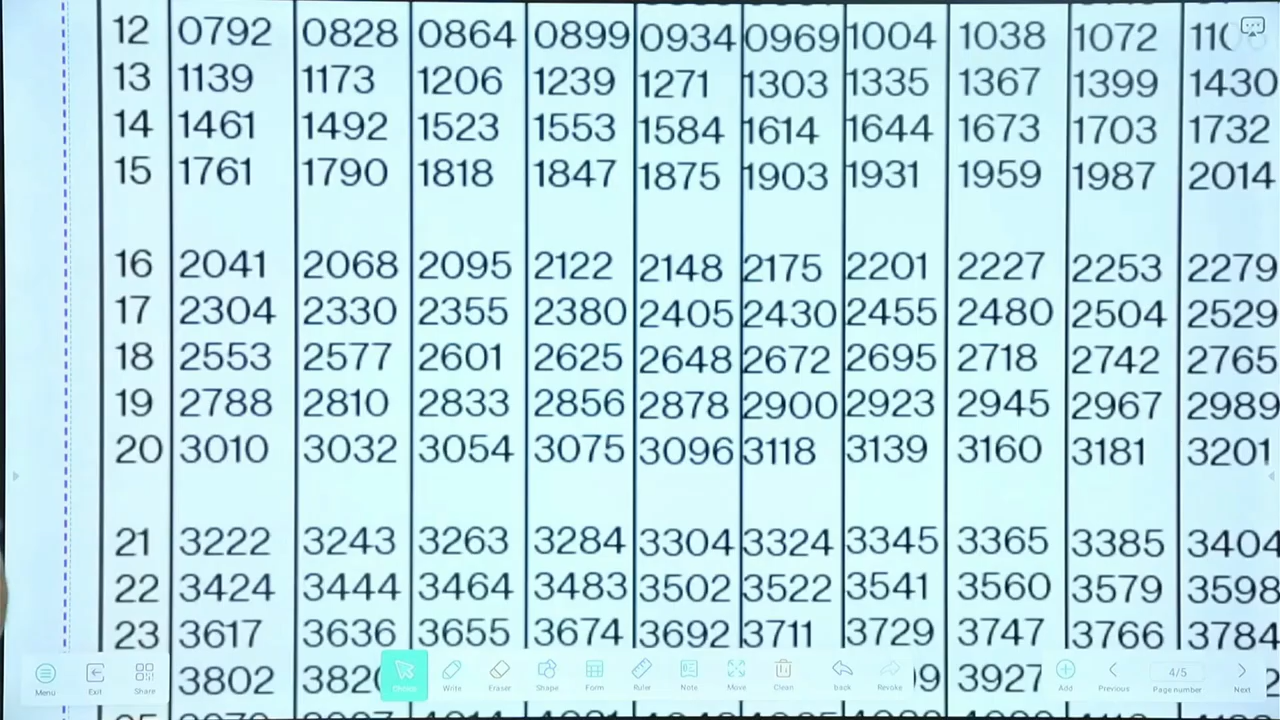 12 0792 0828 0864 0899 0934 0969 1004 1038 1072
13 1139 1173 1206 1239 1271 1303 1335 1367 1399 1430
14 1461 1492 1523 1553 1584 1614 1644 1673 1703 1732
15 1761 1790 1818 1847 1875 1903 1931 1959 1987 2014
16 2041 2068 2095 2122 2148 2175 2201 2227 2253 2279
17 2304 2330 2355 2380 2405 2430 2455 2480 2504 2529
18 2553 2577 2601 2625 2648 2672 2695 2718 2742 2765
19 2788 2810 2833 2856 2878 2900 2923 2945 2967 2989
20 3010 3032 3054 3075 3096 3118 3139 3160 3181 3201
21 3222 3243 3263 3284 3304 3324 3345 3365 3385 3404
22 3424 3444 3464 3483 3502 3522 3541 3560 3579 3598
23 3617 3636 3655 3674 3692 3711 3729 3747 3766 3784
3802 3927
Menu Exit Share Choice Write Eraser Shape Form Ruler Note Move Clean back Revoke Add Previous 4/5 Page number Next